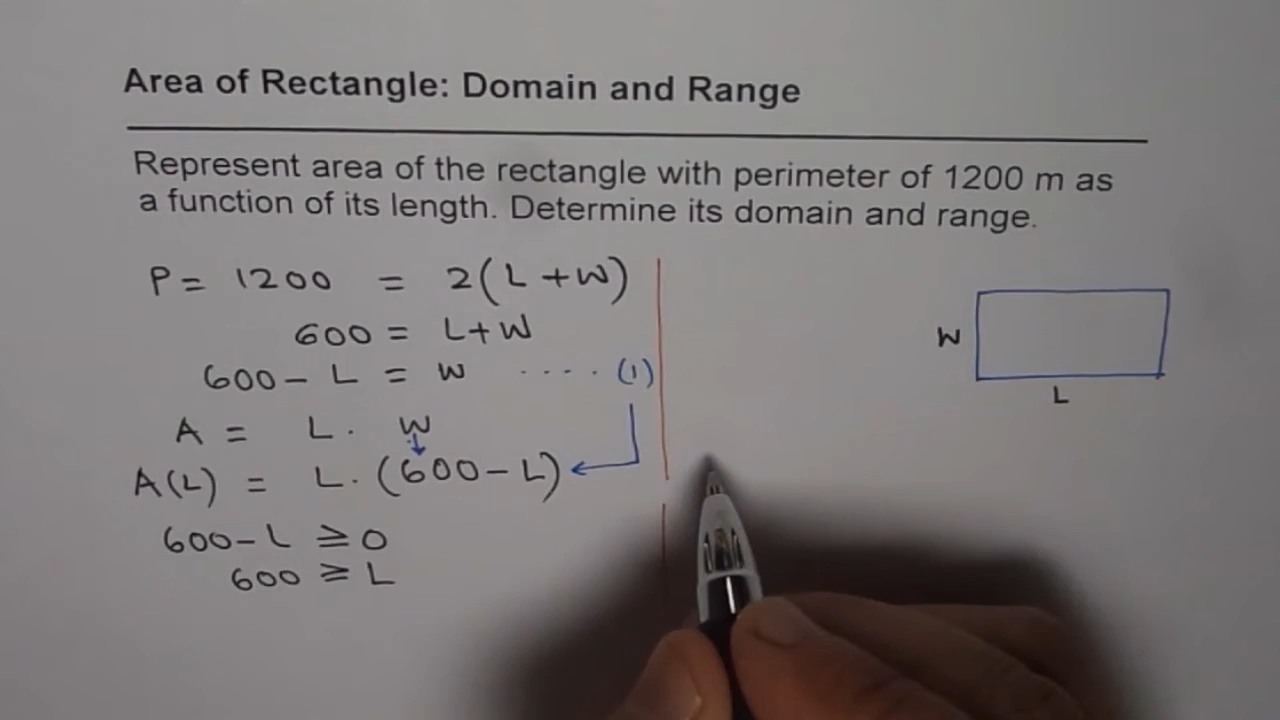 Area of Rectangle: Domain and Range
Represent area of the rectangle with perimeter of 1200 m as
a function of its length. Determine its domain and range.
P = 1200 = 2(L + W)
600 = L + W
600 - L = W .... (1)
A = L . W
A(L) = L . (600 - L)
600 - L ≥ 0
600 ≥ L
W
L